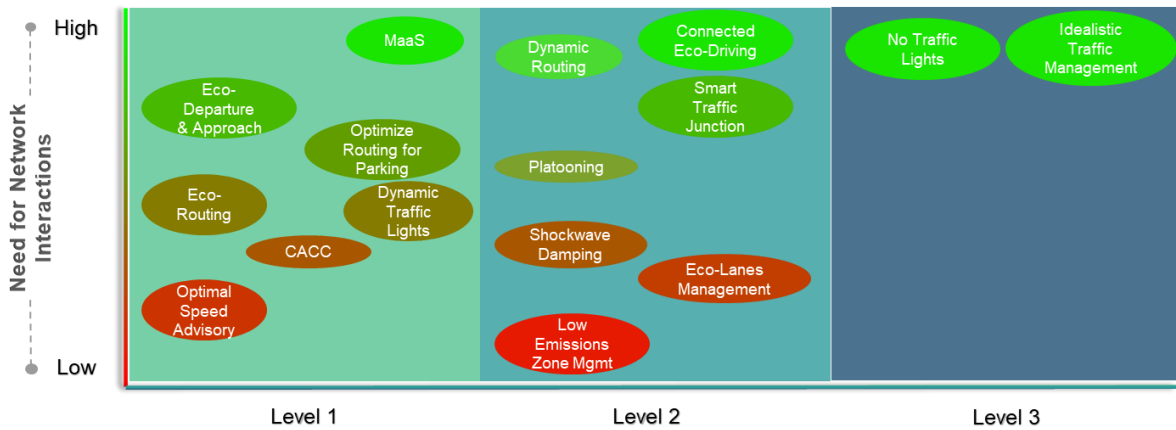 High
Need for Network
Interactions
Low
MaaS
Eco-
Departure
& Approach
Optimize
Routing for
Parking
Eco-
Routing
Dynamic
Traffic
Lights
CACC
Optimal
Speed
Advisory
Dynamic
Routing
Connected
Eco-Driving
Smart
Traffic
Junction
Platooning
Shockwave
Damping
Eco-Lanes
Management
Low
Emissions
Zone Mgmt
No Traffic
Lights
Idealistic
Traffic
Management
Level 1
Level 2
Level 3